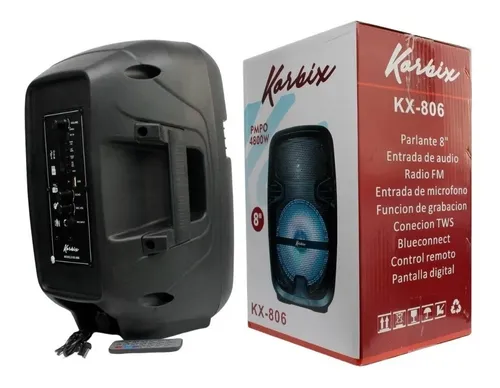 Karbix
Karbix
PMPO
4800W
8"
KX-806
Karbix
KX-806
Parlante 8"
Entrada de audio
Radio FM
Entrada de microfono
Funcion de grabacion
Conecion TWS
Blueconnect
Control remoto
Pantalla digital